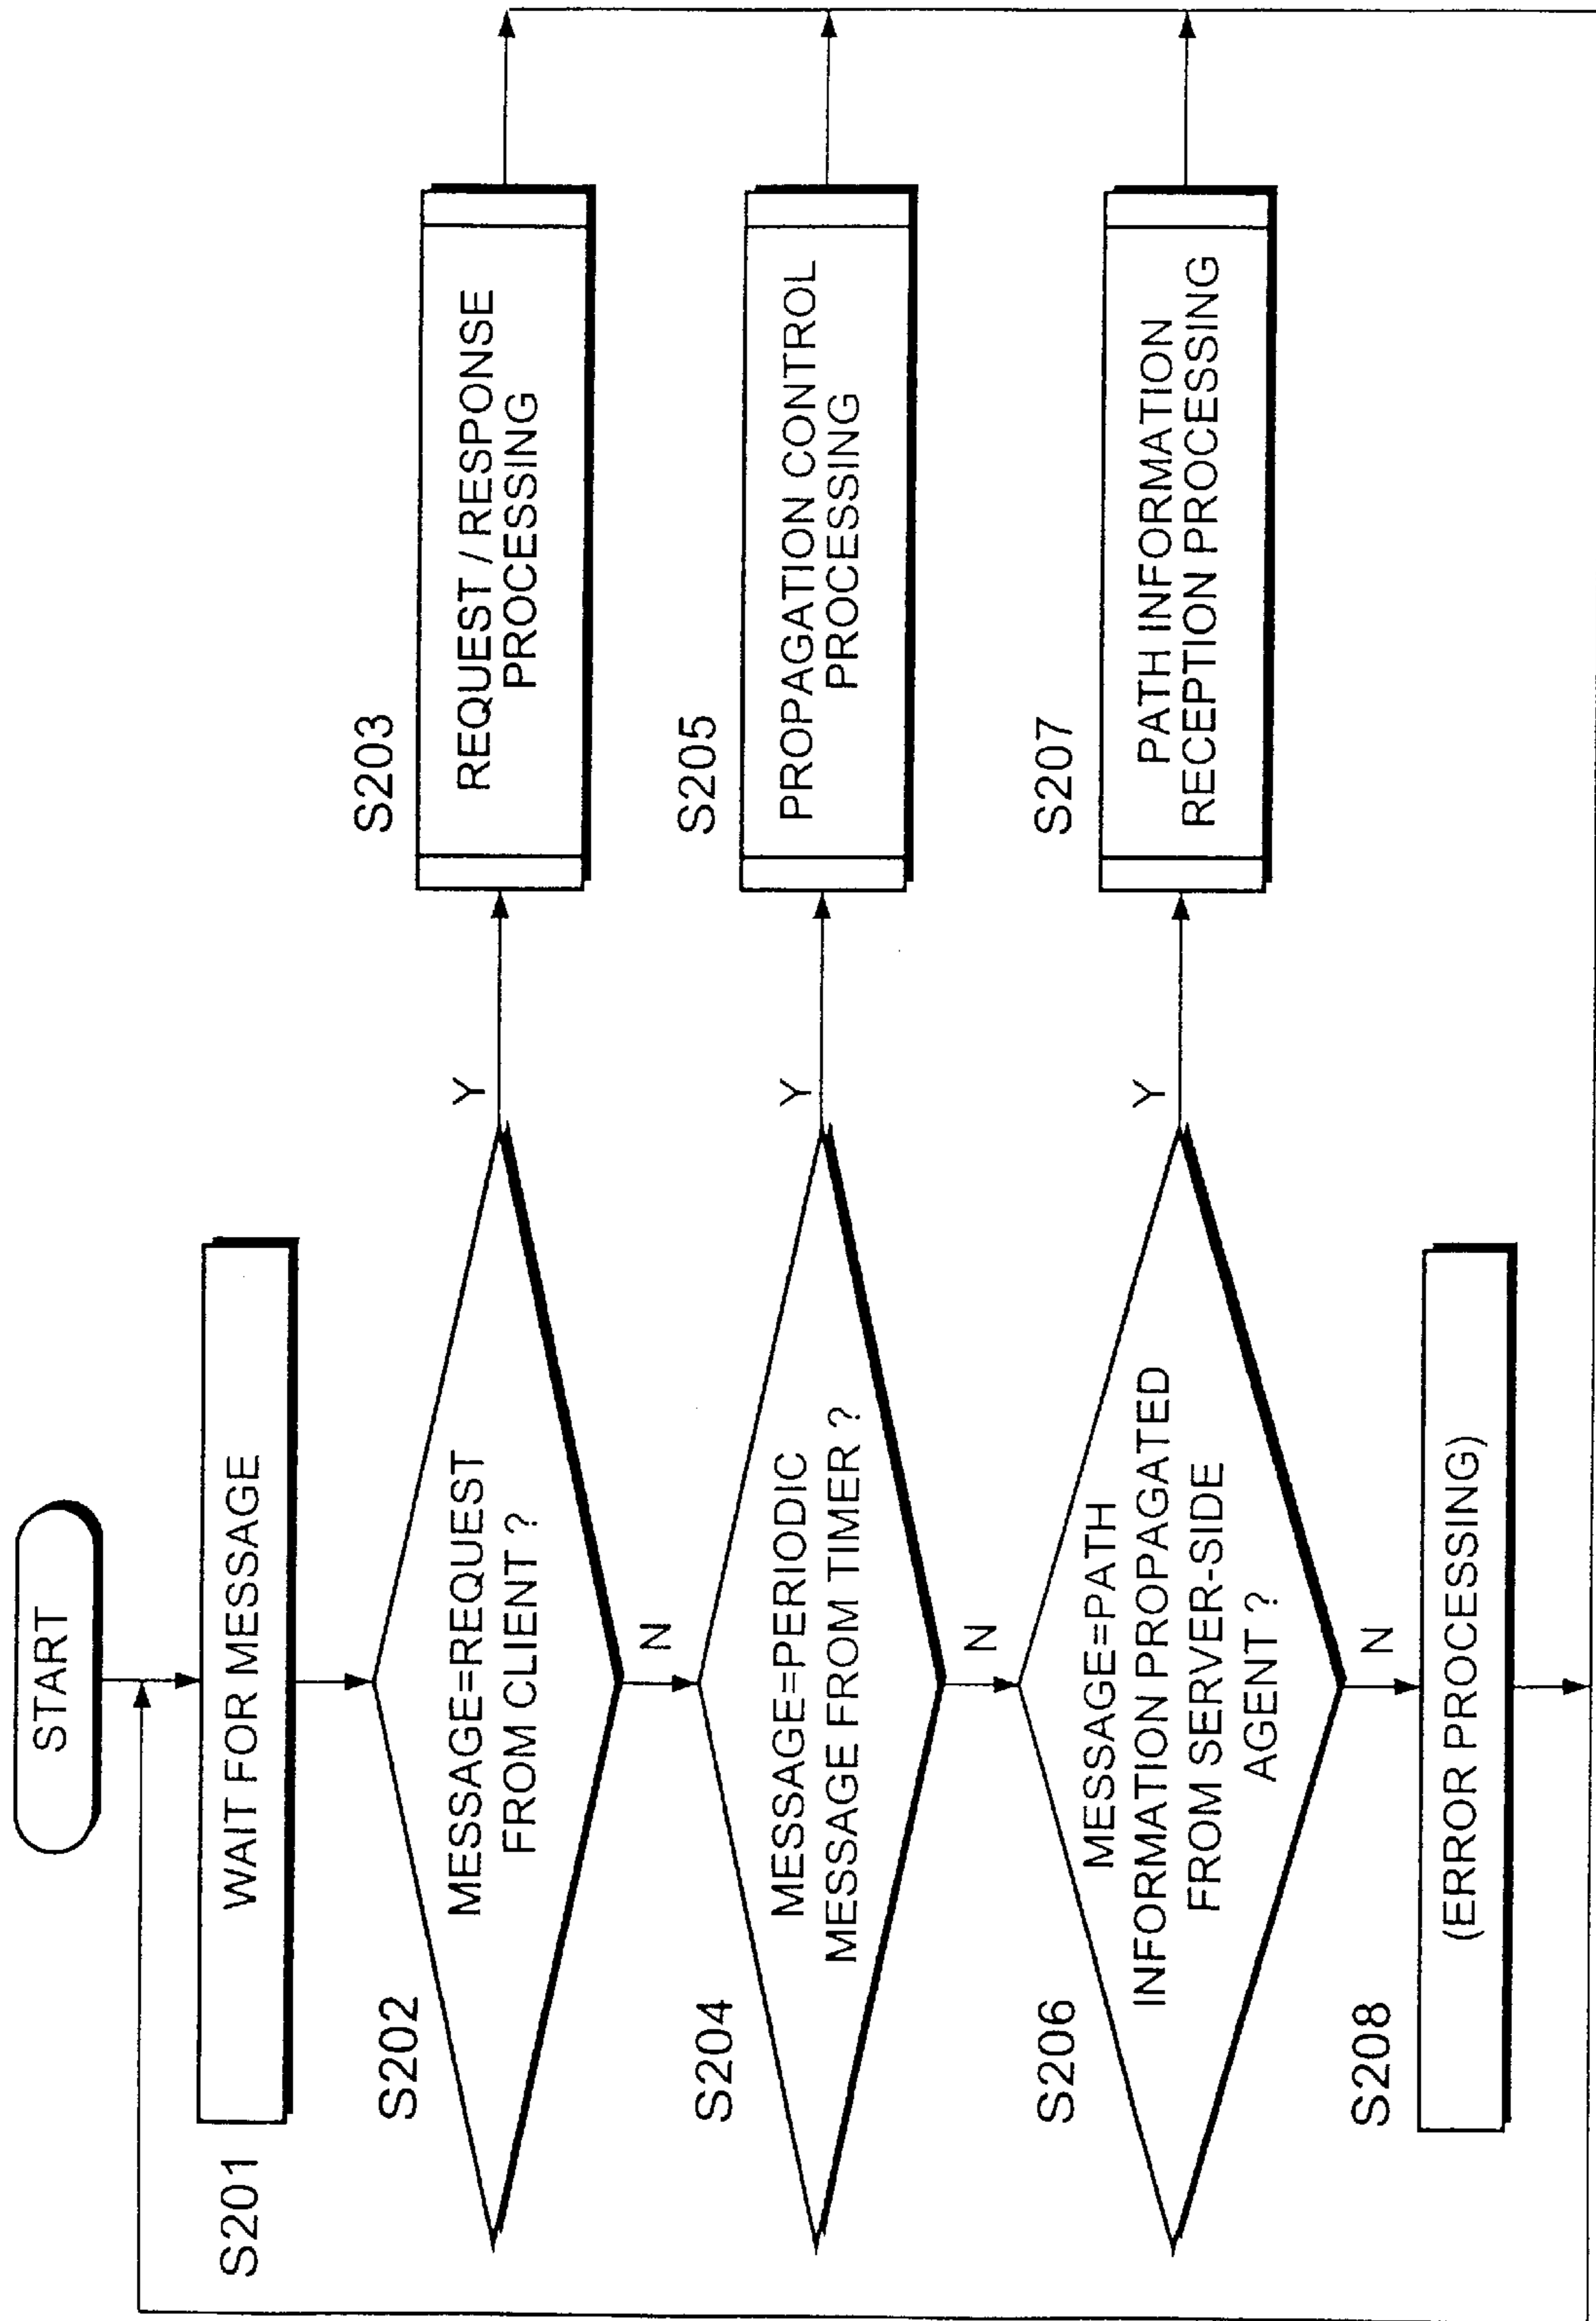 START
S201
WAIT FOR MESSAGE
S202
MESSAGE=REQUEST
FROM CLIENT ?
Y
S203
REQUEST / RESPONSE
PROCESSING
N
S204
MESSAGE=PERIODIC
MESSAGE FROM TIMER ?
Y
S205
PROPAGATION CONTROL
PROCESSING
N
S206
MESSAGE=PATH
INFORMATION PROPAGATED
FROM SERVER-SIDE
AGENT ?
Y
S207
PATH INFORMATION
RECEPTION PROCESSING
N
S208
(ERROR PROCESSING)